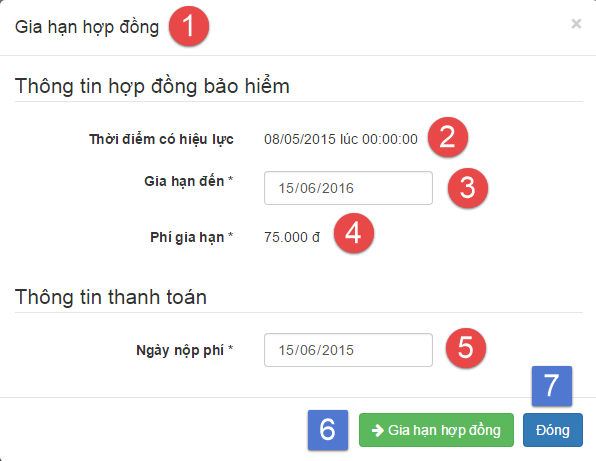 Gia hạn hợp đồng 1 ×
Thông tin hợp đồng bảo hiểm
Thời điểm có hiệu lực 08/05/2015 lúc 00:00:00 2
Gia hạn đến * 15/06/2016 3
Phí gia hạn * 75.000 đ 4
Thông tin thanh toán
Ngày nộp phí * 15/06/2015 5
7
6 Gia hạn hợp đồng Đóng